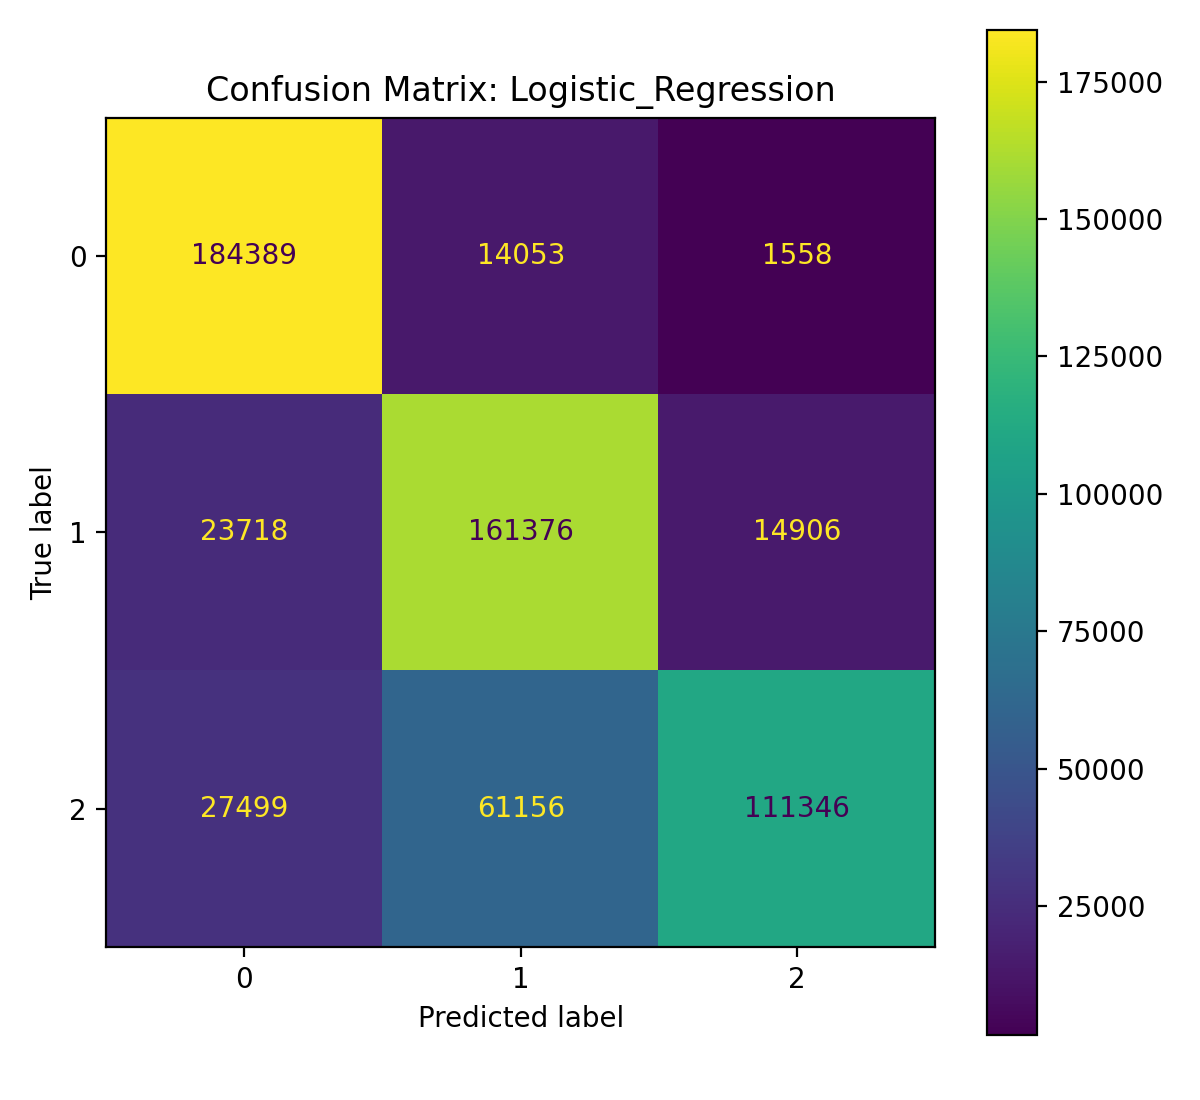 Confusion Matrix: Logistic_Regression
184389 14053 1558
23718 161376 14906
27499 61156 111346
0
1
2
True label
0 1 2
Predicted label
175000
150000
125000
100000
75000
50000
25000